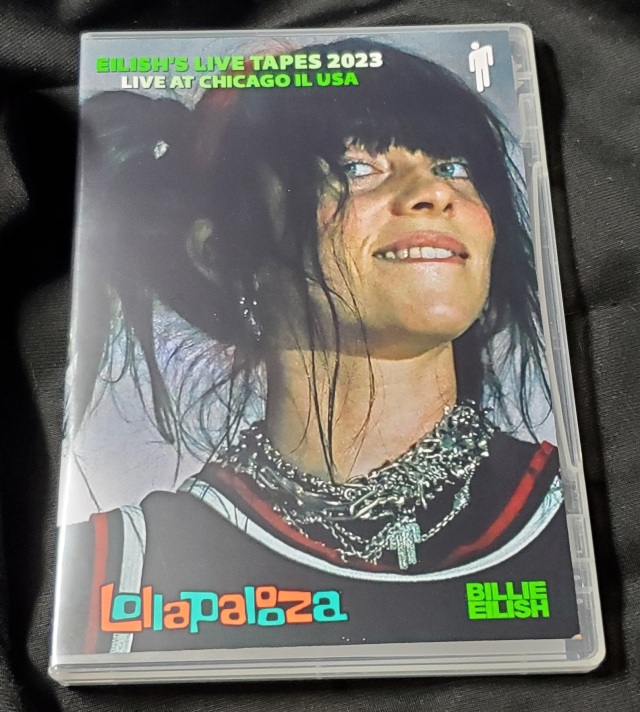 EILISH'S LIVE TAPES 2023
LIVE AT CHICAGO IL USA
Lollapalooza
BILLIE
EILISH